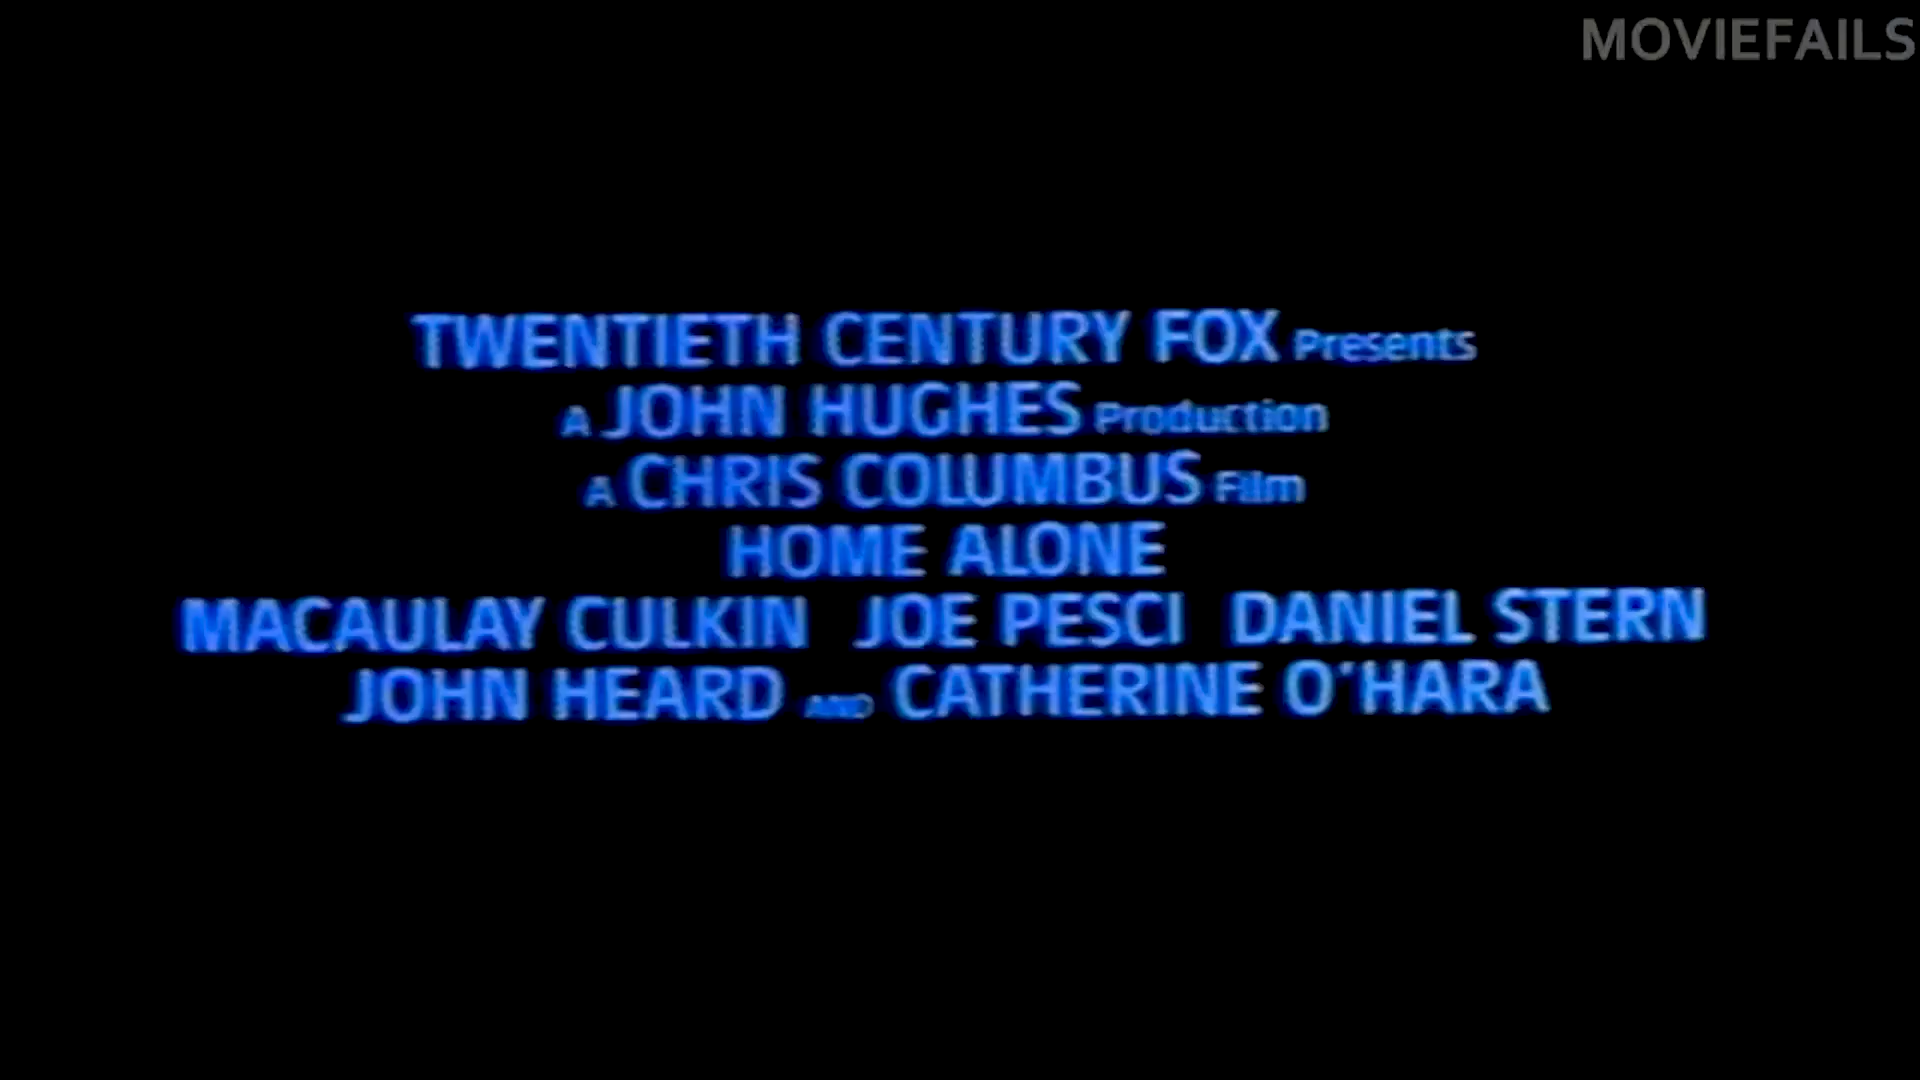 MOVIEFAILS
TWENTIETH CENTURY FOX Presents
A JOHN HUGHES Production
A CHRIS COLUMBUS Film
HOME ALONE
MACAULAY CULKIN JOE PESCI DANIEL STERN
JOHN HEARD AND CATHERINE O'HARA